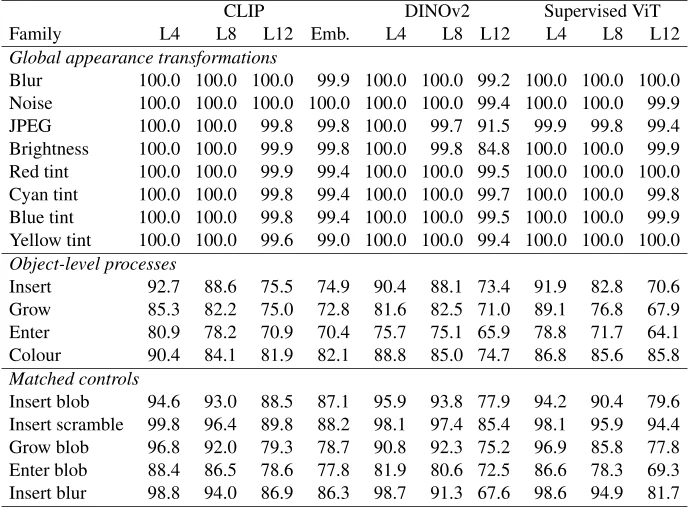 CLIP DINOv2 Supervised ViT
Family L4 L8 L12 Emb. L4 L8 L12 L4 L8 L12
Global appearance transformations
Blur 100.0 100.0 100.0 99.9 100.0 100.0 99.2 100.0 100.0 100.0
Noise 100.0 100.0 100.0 100.0 100.0 100.0 99.4 100.0 100.0 99.9
JPEG 100.0 100.0 99.8 99.8 100.0 99.7 91.5 99.9 99.8 99.4
Brightness 100.0 100.0 99.9 99.8 100.0 99.8 84.8 100.0 100.0 99.9
Red tint 100.0 100.0 99.9 99.4 100.0 100.0 99.5 100.0 100.0 100.0
Cyan tint 100.0 100.0 99.8 99.4 100.0 100.0 99.7 100.0 100.0 99.8
Blue tint 100.0 100.0 99.8 99.4 100.0 100.0 99.5 100.0 100.0 99.9
Yellow tint 100.0 100.0 99.6 99.0 100.0 100.0 99.4 100.0 100.0 100.0
Object-level processes
Insert 92.7 88.6 75.5 74.9 90.4 88.1 73.4 91.9 82.8 70.6
Grow 85.3 82.2 75.0 72.8 81.6 82.5 71.0 89.1 76.8 67.9
Enter 80.9 78.2 70.9 70.4 75.7 75.1 65.9 78.8 71.7 64.1
Colour 90.4 84.1 81.9 82.1 88.8 85.0 74.7 86.8 85.6 85.8
Matched controls
Insert blob 94.6 93.0 88.5 87.1 95.9 93.8 77.9 94.2 90.4 79.6
Insert scramble 99.8 96.4 89.8 88.2 98.1 97.4 85.4 98.1 95.9 94.4
Grow blob 96.8 92.0 79.3 78.7 90.8 92.3 75.2 96.9 85.8 77.8
Enter blob 88.4 86.5 78.6 77.8 81.9 80.6 72.5 86.6 78.3 69.3
Insert blur 98.8 94.0 86.9 86.3 98.7 91.3 67.6 98.6 94.9 81.7